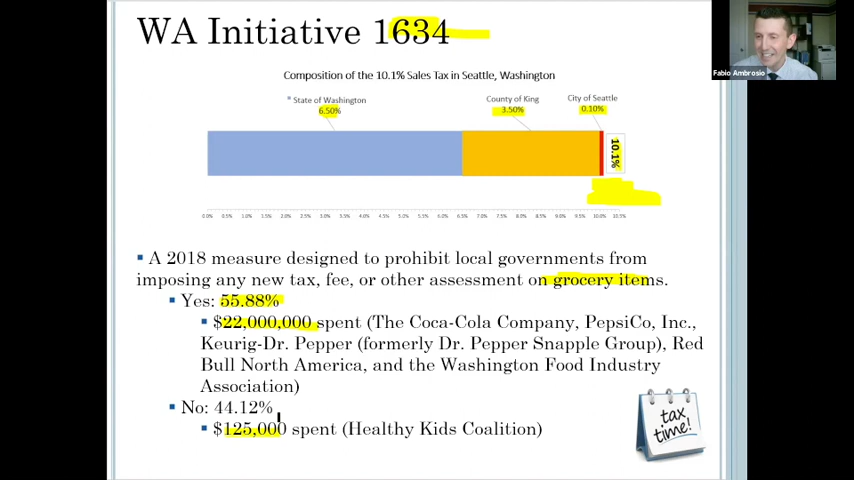 WA Initiative 1634
Fabio Ambrosio
Composition of the 10.1% Sales Tax in Seattle, Washington
State of Washington
6.50%
County of King
3.50%
City of Seattle
0.10%
10.1%
0.0% 0.5% 1.0% 1.5% 2.0% 2.5% 3.0% 3.5% 4.0% 4.5% 5.0% 5.5% 6.0% 6.5% 7.0% 7.5% 8.0% 8.5% 9.0% 9.5% 10.0% 10.5%
A 2018 measure designed to prohibit local governments from
imposing any new tax, fee, or other assessment on grocery items.
Yes: 55.88%
$22,000,000 spent (The Coca-Cola Company, PepsiCo, Inc.,
Keurig-Dr. Pepper (formerly Dr. Pepper Snapple Group), Red
Bull North America, and the Washington Food Industry
Association)
No: 44.12%
$125,000 spent (Healthy Kids Coalition)
tax
time!